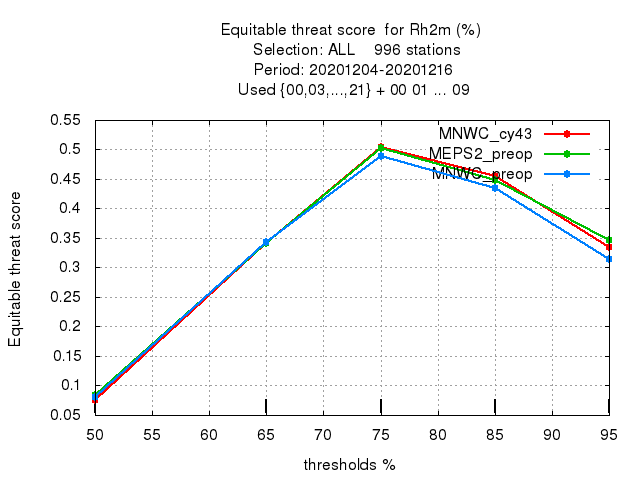 Equitable threat score  for Rh2m (%)
Selection: ALL    996 stations
Period: 20201204-20201216
Used {00,03,...,21} + 00 01 ... 09
MNWC_cy43
MEPS2_preop
MNWC_preop
0.55
0.5
0.45
0.4
0.35
0.3
0.25
0.2
0.15
0.1
0.05
Equitable threat score
50 55 60 65 70 75 80 85 90 95
thresholds %